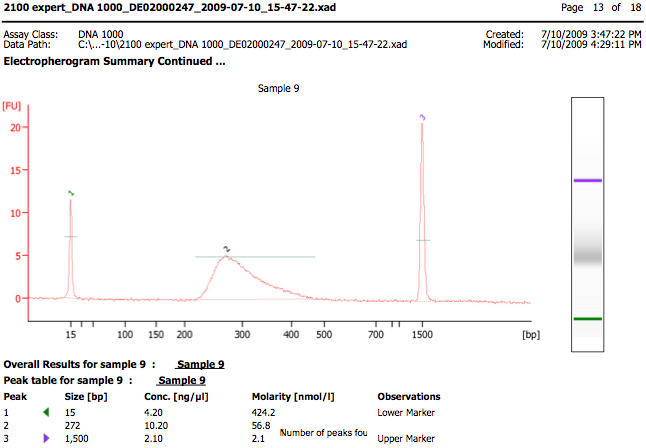 2100 expert_DNA 1000_DE02000247_2009-07-10_15-47-22.xad Page 13 of 18
Assay Class: DNA 1000 Created: 7/10/2009 3:47:22 PM
Data Path: C:\...-10\2100 expert_DNA 1000_DE02000247_2009-07-10_15-47-22.xad Modified: 7/10/2009 4:29:11 PM
Electropherogram Summary Continued ...
Sample 9
[FU]
20
15
10
5
0
2
3
15 100 150 200 300 400 500 700 1500 [bp]
Overall Results for sample 9 : Sample 9
Peak table for sample 9 : Sample 9
Peak Size [bp] Conc. [ng/µl] Molarity [nmol/l] Observations
1 15 4.20 424.2 Lower Marker
2 272 10.20 56.8
Number of peaks fou
3 1,500 2.10 2.1 Upper Marker